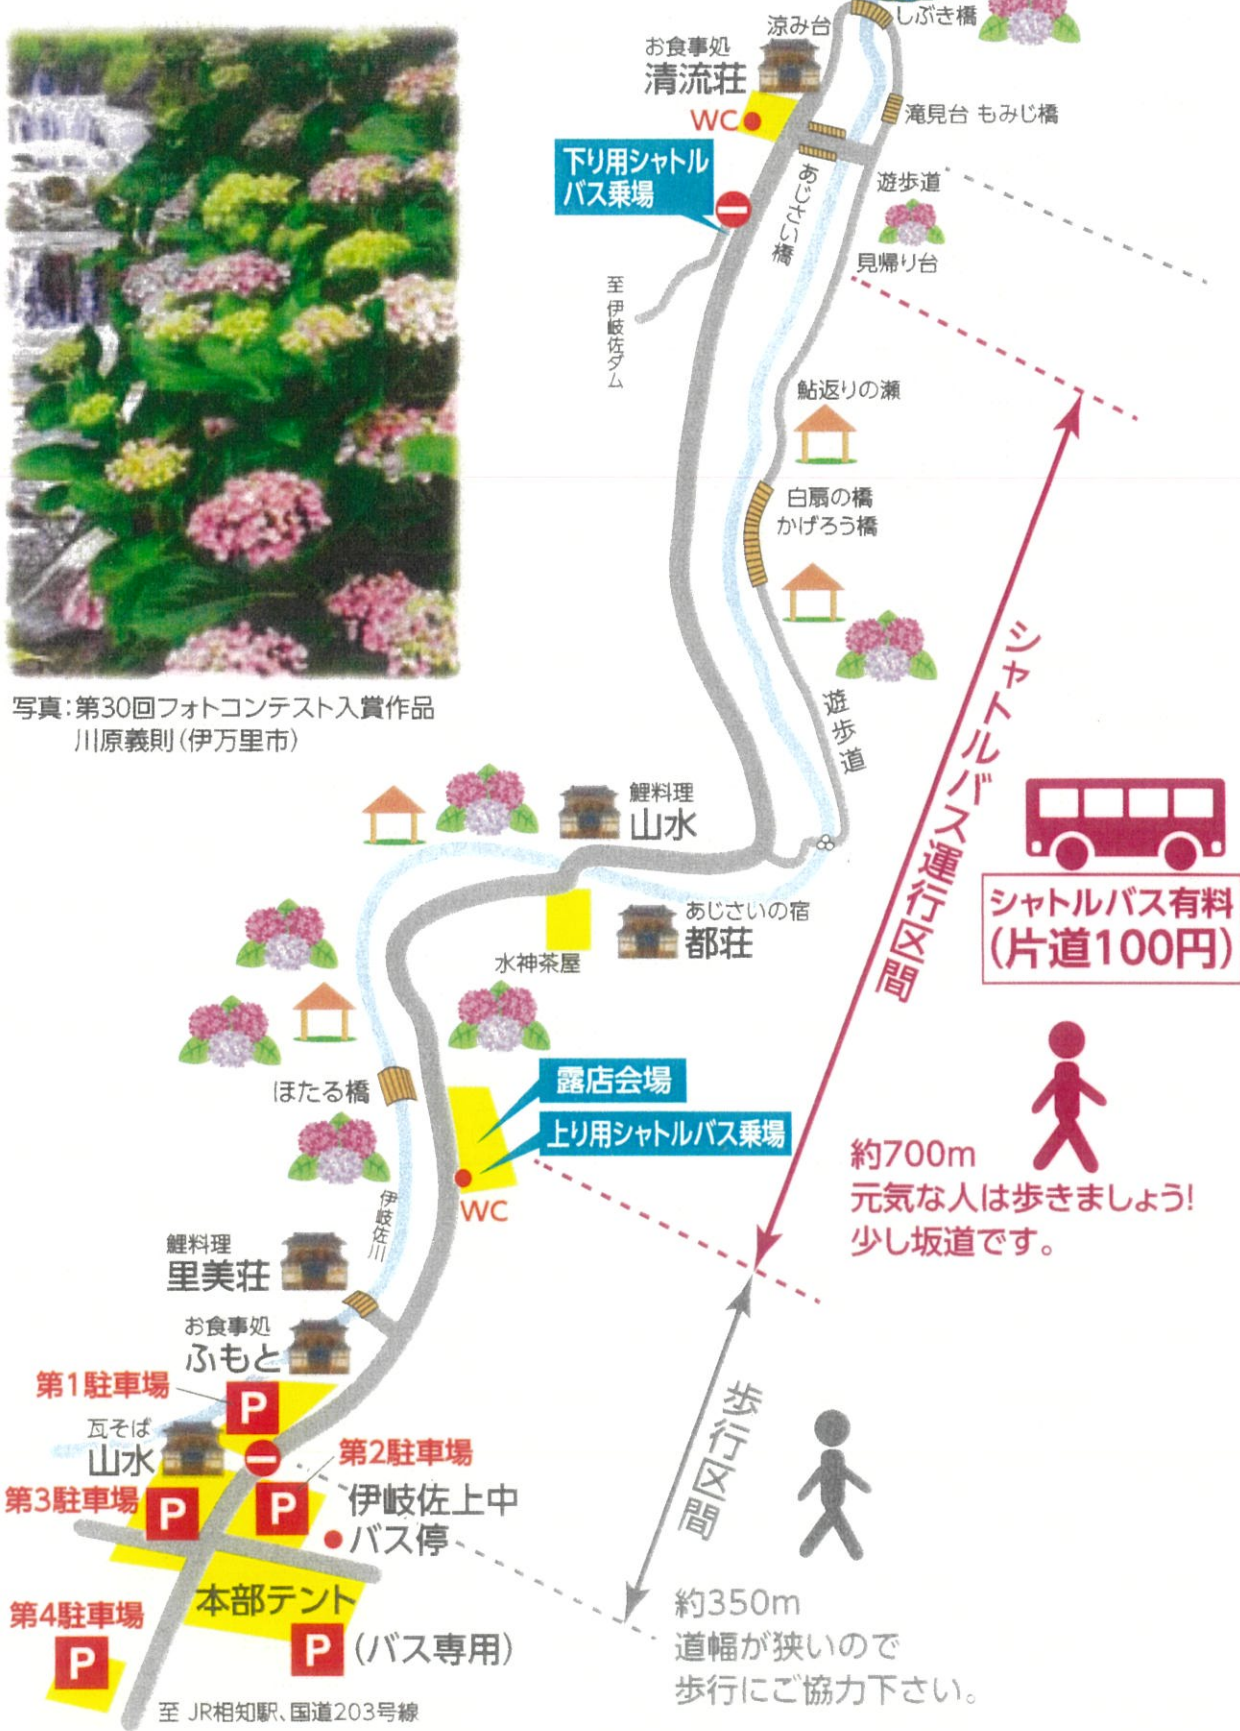 しぶき橋
涼み台
お食事処
清流荘
WC
滝見台 もみじ橋
下り用シャトル
バス乗場
あじさい橋
遊歩道
見帰り台
至 伊岐佐ダム
鮎返りの瀬
白扇の橋
かげろう橋
写真:第30回フォトコンテスト入賞作品
川原義則(伊万里市)
遊歩道
シャトルバス運行区間
鯉料理
山水
シャトルバス有料
(片道100円)
あじさいの宿
都荘
水神茶屋
ほたる橋
露店会場
上り用シャトルバス乗場
WC
約700m
元気な人は歩きましょう!
少し坂道です。
伊岐佐川
鯉料理
里美荘
お食事処
ふもと
第1駐車場
P
瓦そば
山水
第2駐車場
P
第3駐車場
P
伊岐佐上中
バス停
歩行区間
本部テント
P (バス専用)
第4駐車場
P
約350m
道幅が狭いので
歩行にご協力下さい。
至 JR相知駅、国道203号線